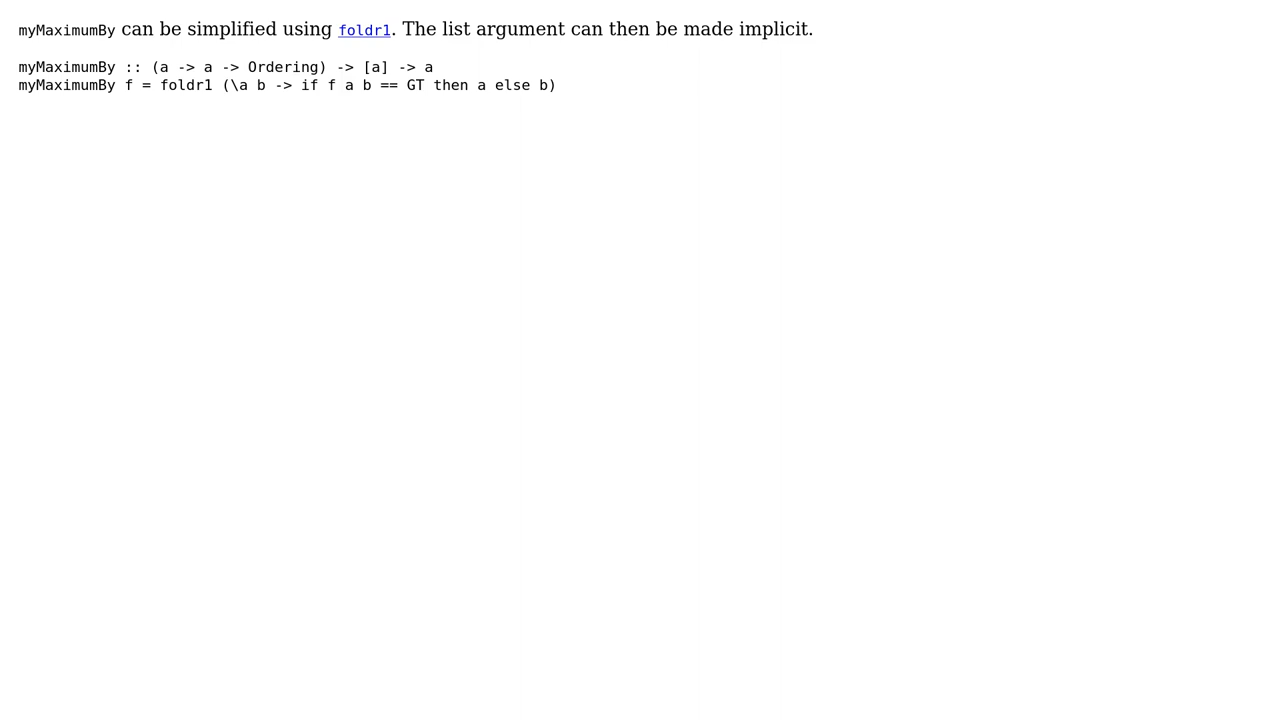 myMaximumBy can be simplified using foldr1. The list argument can then be made implicit.
myMaximumBy :: (a -> a -> Ordering) -> [a] -> a
myMaximumBy f = foldr1 (\a b -> if f a b == GT then a else b)